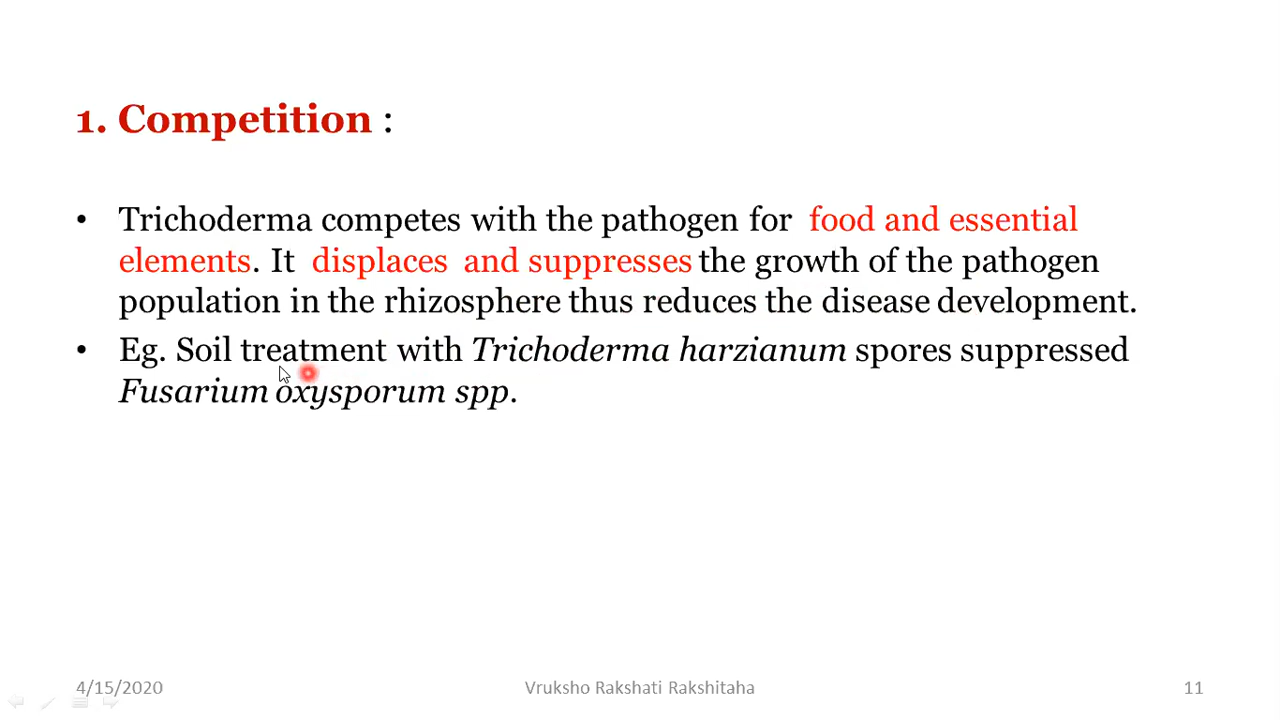 1. Competition :
• Trichoderma competes with the pathogen for food and essential
elements. It displaces and suppresses the growth of the pathogen
population in the rhizosphere thus reduces the disease development.
• Eg. Soil treatment with Trichoderma harzianum spores suppressed
Fusarium oxysporum spp.
4/15/2020 Vruksho Rakshati Rakshitaha 11